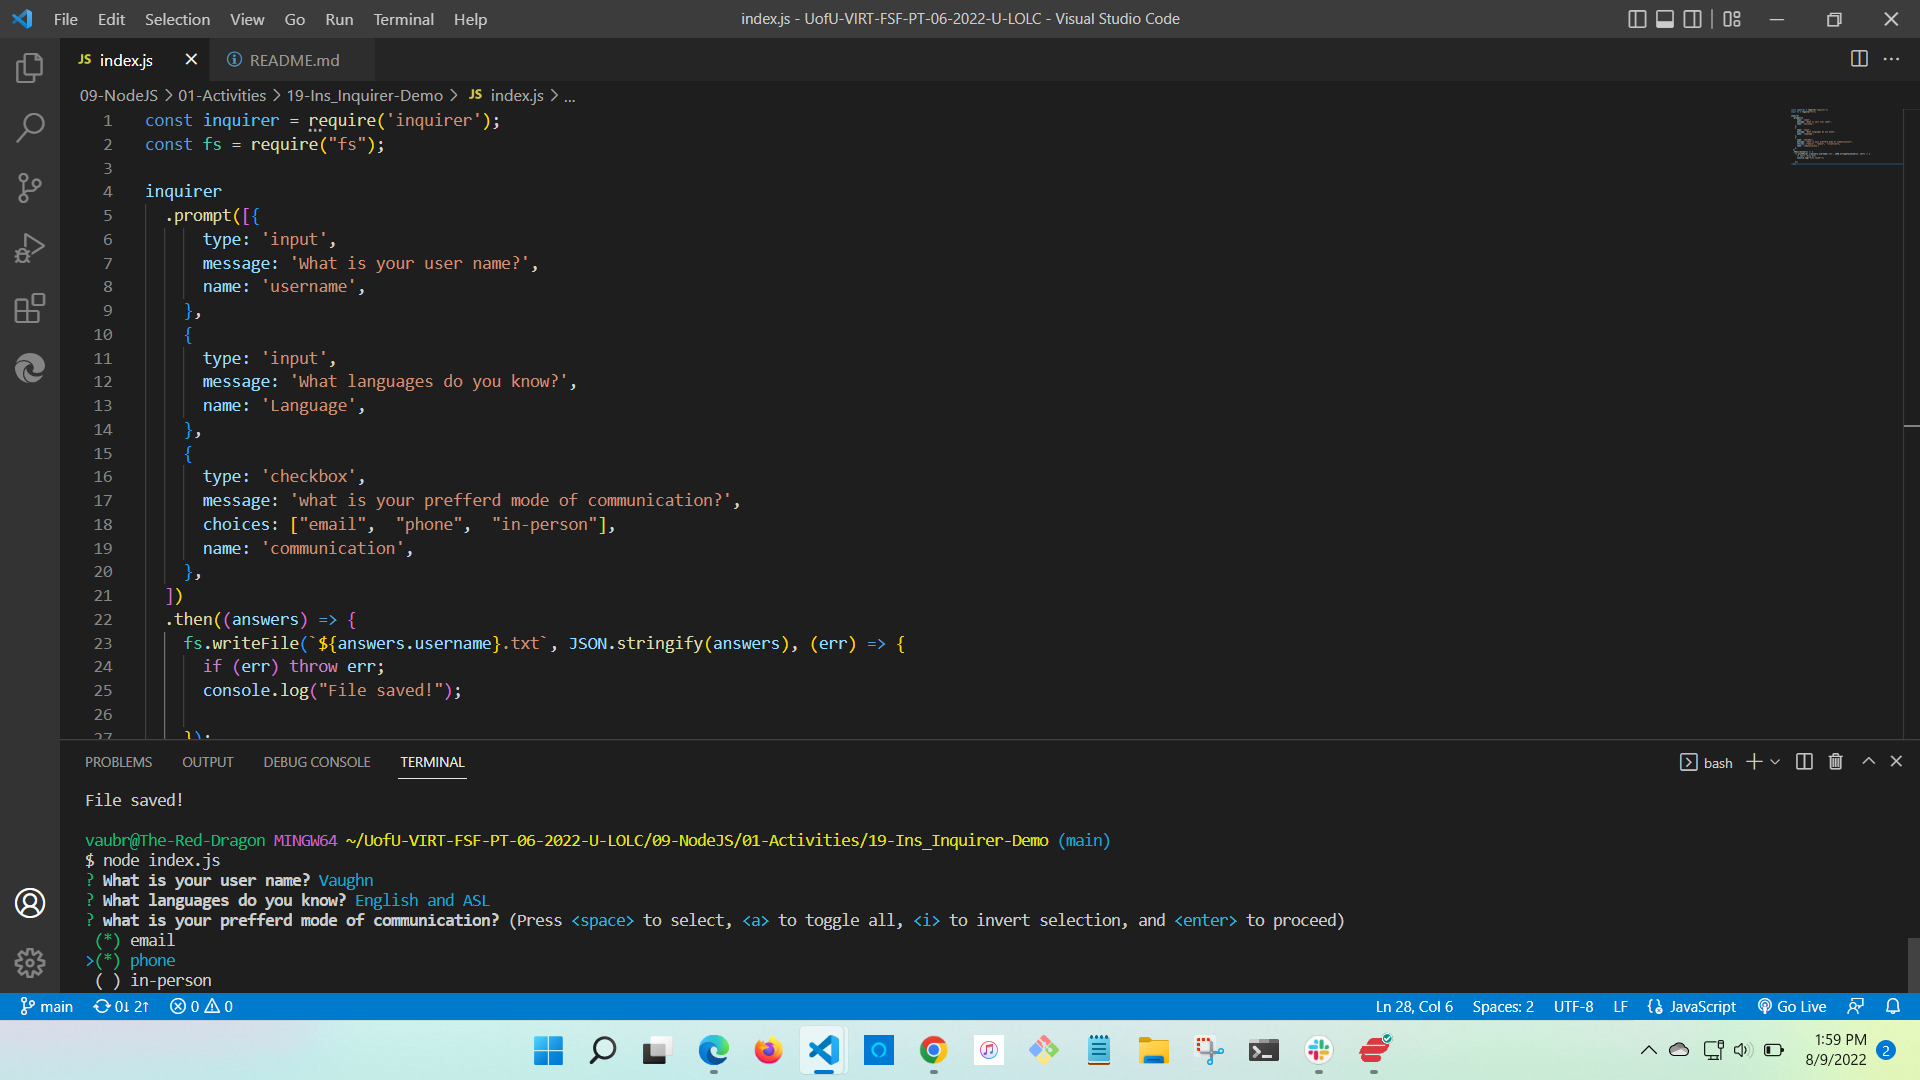 File Edit Selection View Go Run Terminal Help
index.js - UofU-VIRT-FSF-PT-06-2022-U-LOLC - Visual Studio Code
JS index.js README.md
09-NodeJS > 01-Activities > 19-Ins_Inquirer-Demo > JS index.js > ...
1 const inquirer = require('inquirer');
2 const fs = require("fs");
3
4 inquirer
5 .prompt([{
6 type: 'input',
7 message: 'What is your user name?',
8 name: 'username',
9 },
10 {
11 type: 'input',
12 message: 'What languages do you know?',
13 name: 'Language',
14 },
15 {
16 type: 'checkbox',
17 message: 'what is your prefferd mode of communication?',
18 choices: ["email", "phone", "in-person"],
19 name: 'communication',
20 },
21 ])
22 .then((answers) => {
23 fs.writeFile(`${answers.username}.txt`, JSON.stringify(answers), (err) => {
24 if (err) throw err;
25 console.log("File saved!");
26
27 });
PROBLEMS OUTPUT DEBUG CONSOLE TERMINAL
bash
File saved!
vaubr@The-Red-Dragon MINGW64 ~/UofU-VIRT-FSF-PT-06-2022-U-LOLC/09-NodeJS/01-Activities/19-Ins_Inquirer-Demo (main)
$ node index.js
? What is your user name? Vaughn
? What languages do you know? English and ASL
? what is your prefferd mode of communication? (Press <space> to select, <a> to toggle all, <i> to invert selection, and <enter> to proceed)
(*) email
>(*) phone
( ) in-person
main 0↓ 2↑ 0 0
Ln 28, Col 6 Spaces: 2 UTF-8 LF {} JavaScript Go Live
1:59 PM
8/9/2022 2